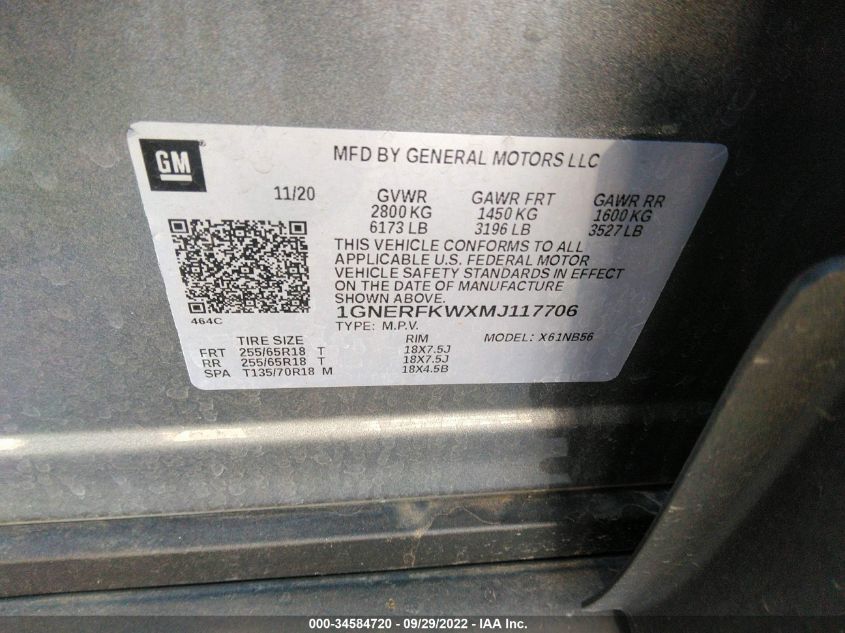 GM
MFD BY GENERAL MOTORS LLC
11/20 GVWR GAWR FRT GAWR RR
2800 KG 1450 KG 1600 KG
6173 LB 3196 LB 3527 LB
THIS VEHICLE CONFORMS TO ALL
APPLICABLE U.S. FEDERAL MOTOR
VEHICLE SAFETY STANDARDS IN EFFECT
ON THE DATE OF MANUFACTURE
SHOWN ABOVE.
464C 1GNERFKWXMJ117706
TYPE: M.P.V. MODEL: X61NB56
TIRE SIZE RIM
FRT 255/65R18 T 18X7.5J
RR 255/65R18 T 18X7.5J
SPA T135/70R18 M 18X4.5B
000-34584720 - 09/29/2022 - IAA Inc.